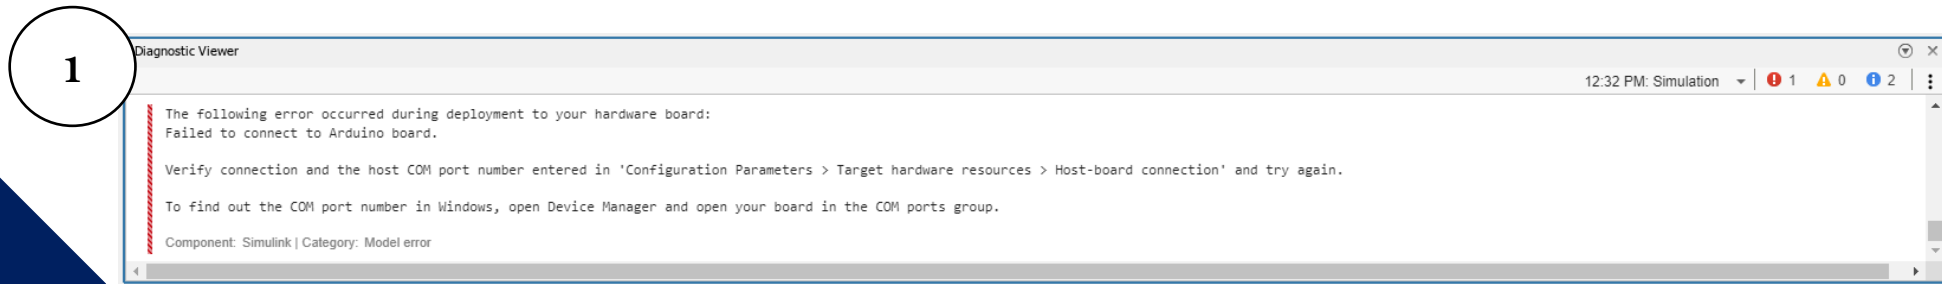 1
Diagnostic Viewer
12:32 PM: Simulation 1 0 2
The following error occurred during deployment to your hardware board:
Failed to connect to Arduino board.
Verify connection and the host COM port number entered in 'Configuration Parameters > Target hardware resources > Host-board connection' and try again.
To find out the COM port number in Windows, open Device Manager and open your board in the COM ports group.
Component: Simulink | Category: Model error